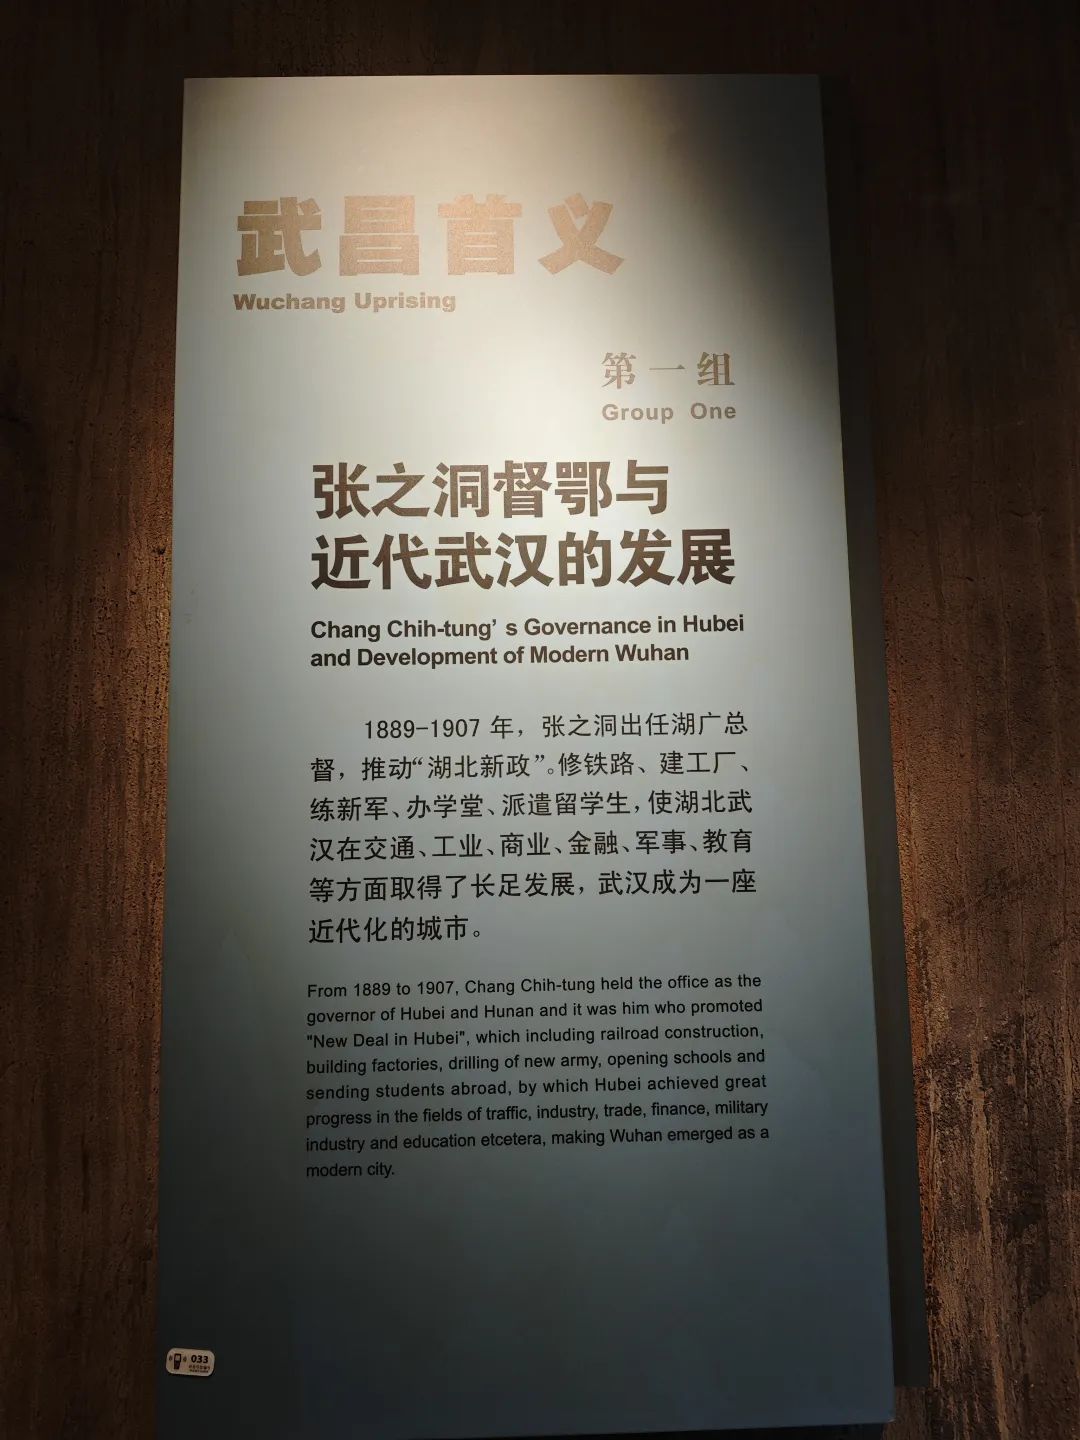 武昌首义
Wuchang Uprising
第一组
Group One
张之洞督鄂与
近代武汉的发展
Chang Chih-tung’ s Governance in Hubei
and Development of Modern Wuhan
1889-1907 年，张之洞出任湖广总
督，推动“湖北新政”。修铁路、建工厂、
练新军、办学堂、派遣留学生，使湖北武
汉在交通、工业、商业、金融、军事、教育
等方面取得了长足发展，武汉成为一座
近代化的城市。
From 1889 to 1907, Chang Chih-tung held the office as the
governor of Hubei and Hunan and it was him who promoted
"New Deal in Hubei", which including railroad construction,
building factories, drilling of new army, opening schools and
sending students abroad, by which Hubei achieved great
progress in the fields of traffic, industry, trade, finance, military
industry and education etcetera, making Wuhan emerged as a
modern city.
033